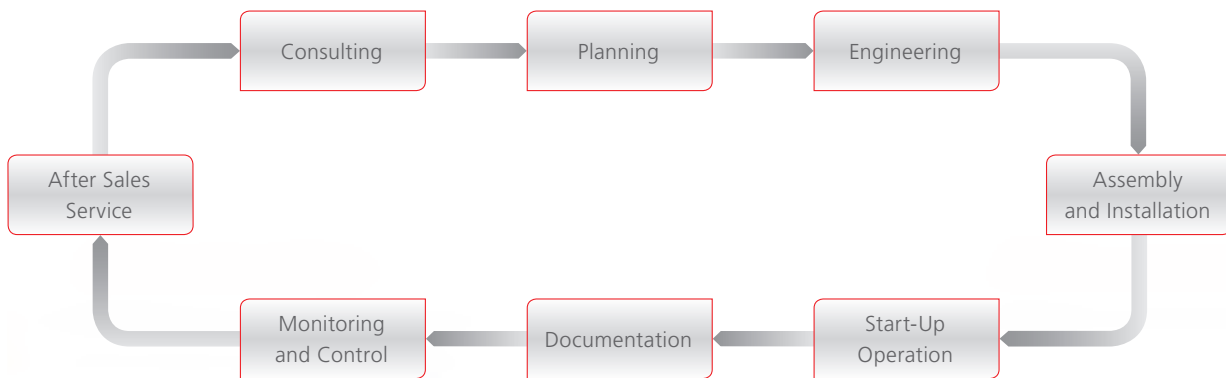 Consulting
Planning
Engineering
After Sales
Service
Assembly
and Installation
Monitoring
and Control
Documentation
Start-Up
Operation